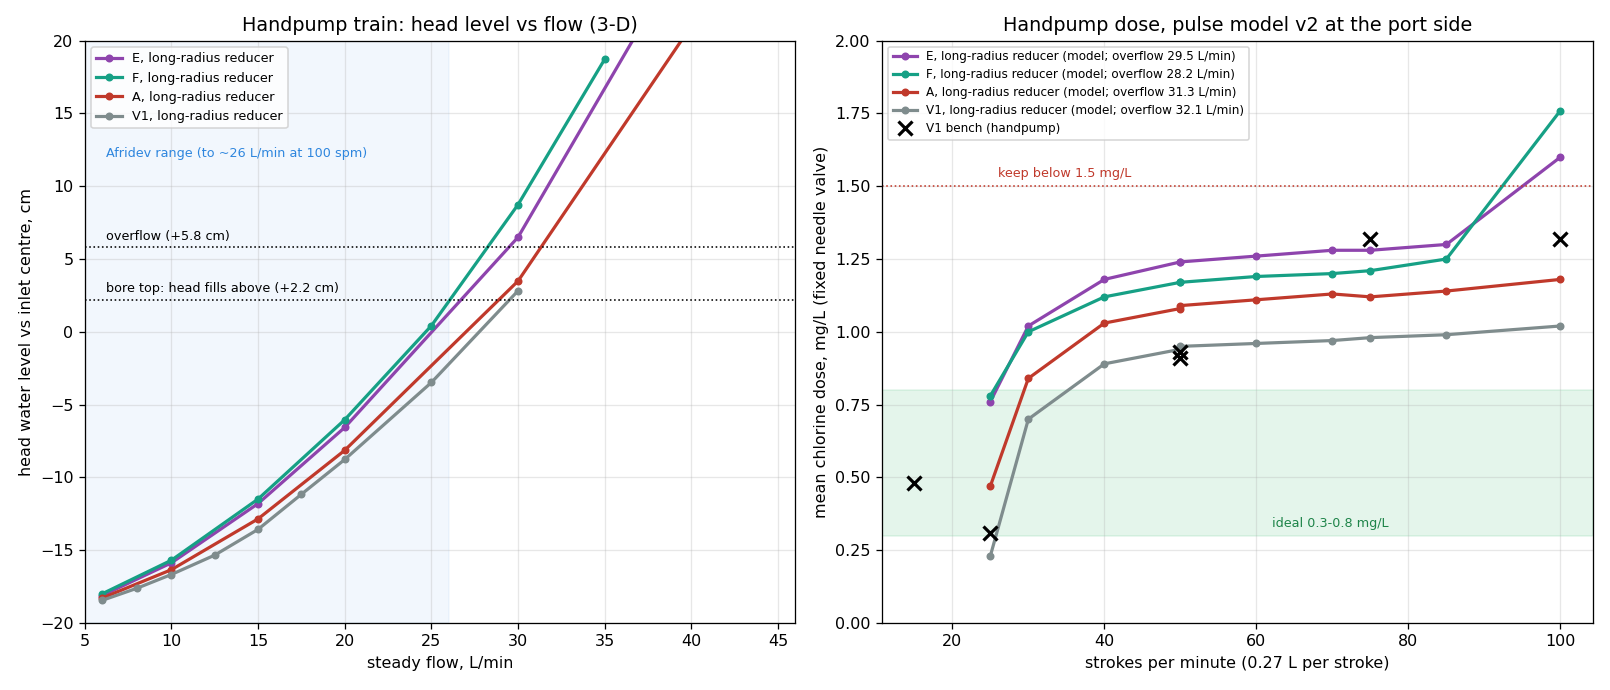 Handpump train: head level vs flow (3-D)
E, long-radius reducer
F, long-radius reducer
A, long-radius reducer
V1, long-radius reducer
Afridev range (to ~26 L/min at 100 spm)
overflow (+5.8 cm)
bore top: head fills above (+2.2 cm)
head water level vs inlet centre, cm
20
15
10
5
0
−5
−10
−15
−20
5
10
15
20
25
30
35
40
45
steady flow, L/min
Handpump dose, pulse model v2 at the port side
E, long-radius reducer (model; overflow 29.5 L/min)
F, long-radius reducer (model; overflow 28.2 L/min)
A, long-radius reducer (model; overflow 31.3 L/min)
V1, long-radius reducer (model; overflow 32.1 L/min)
V1 bench (handpump)
keep below 1.5 mg/L
ideal 0.3-0.8 mg/L
mean chlorine dose, mg/L (fixed needle valve)
2.00
1.75
1.50
1.25
1.00
0.75
0.50
0.25
0.00
20
40
60
80
100
strokes per minute (0.27 L per stroke)